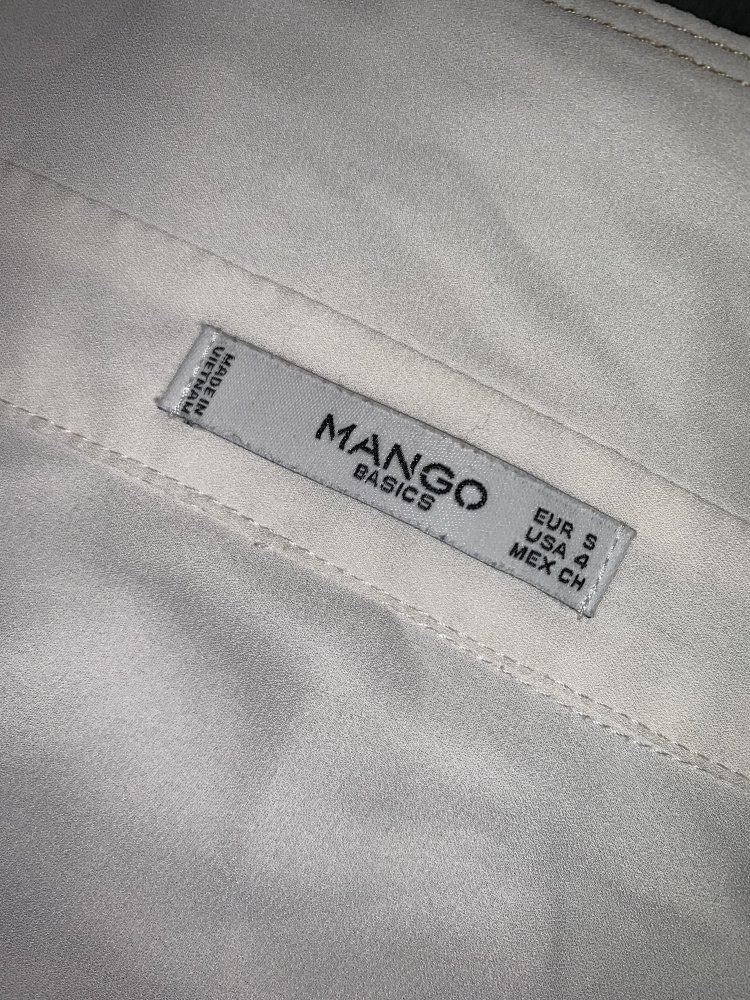 MADE IN
VIETNAM
MANGO
BASICS
EUR S
USA 4
MEX CH